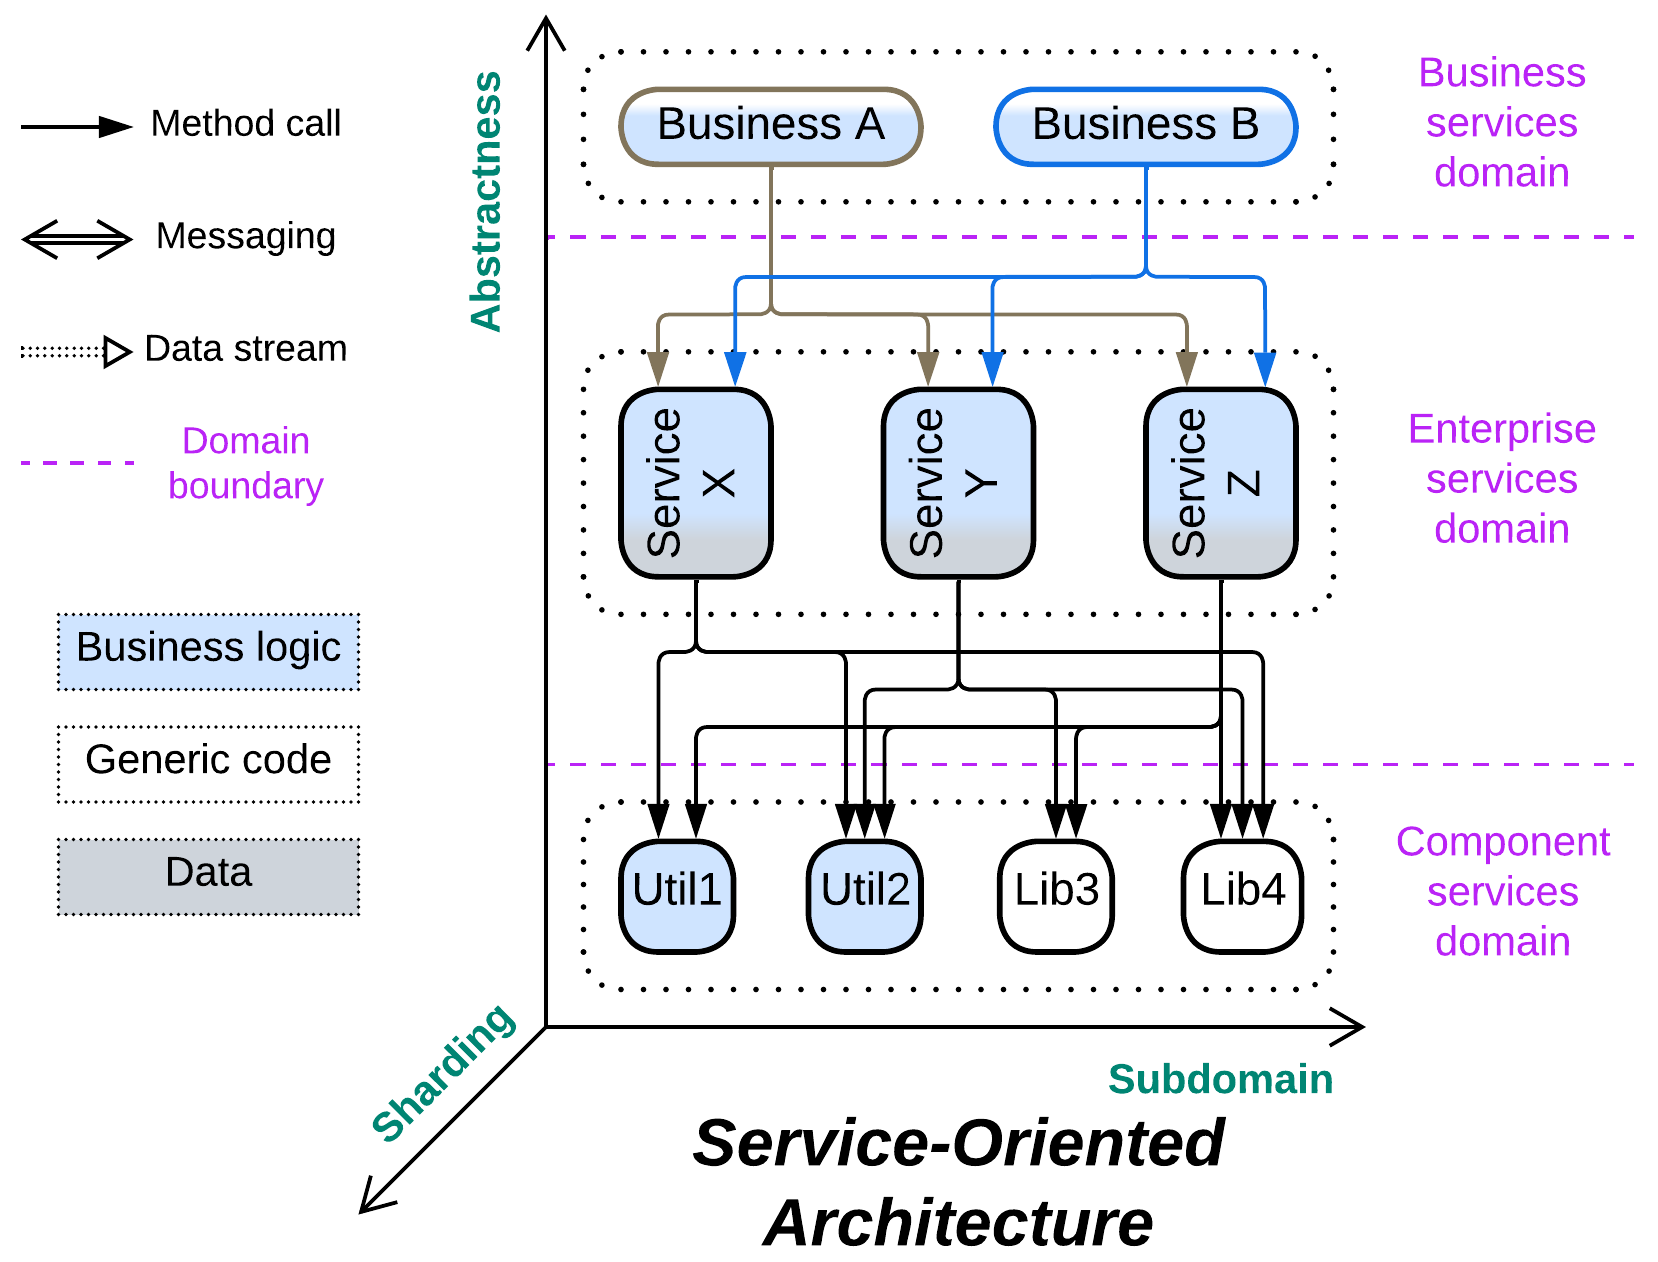 Method call
Messaging
Data stream
Domain
boundary
Business logic
Generic code
Data
Abstractness
Sharding
Subdomain
Business A
Business B
Business
services
domain
Service
X
Service
Y
Service
Z
Enterprise
services
domain
Util1
Util2
Lib3
Lib4
Component
services
domain
Service-Oriented
Architecture